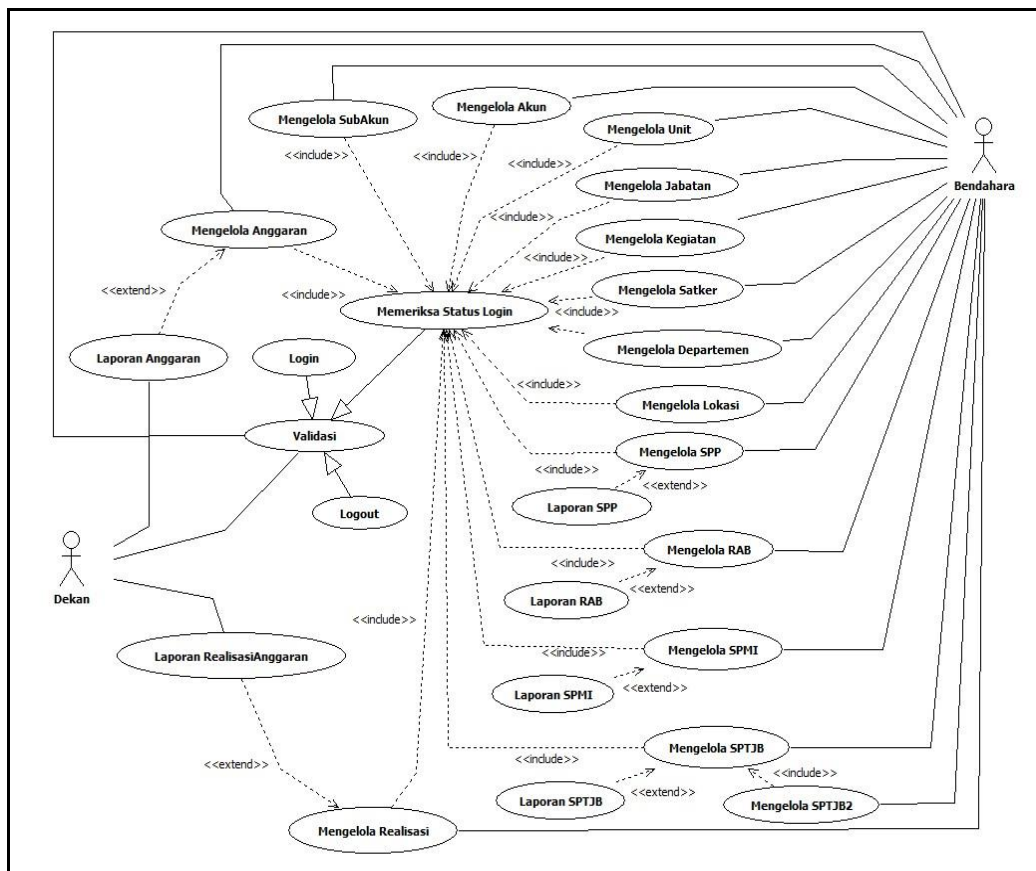 Mengelola Akun
Mengelola SubAkun
Mengelola Unit
<<include>>
<<include>>
<<include>>
Bendahara
Mengelola Jabatan
<<include>>
Mengelola Anggaran
Mengelola Kegiatan
<<include>>
<<extend>>
<<include>>
Mengelola Satker
Memeriksa Status Login
<<include>>
Laporan Anggaran
Login
Mengelola Departemen
<<include>>
Mengelola Lokasi
Validasi
Mengelola SPP
<<include>>
<<extend>>
Laporan SPP
Logout
Mengelola RAB
<<include>>
<<extend>>
Laporan RAB
Dekan
<<include>>
Laporan RealisasiAnggaran
Mengelola SPMI
<<include>>
<<extend>>
Laporan SPMI
Mengelola SPTJB
<<extend>>
<<include>>
<<include>>
Laporan SPTJB
<<extend>>
Mengelola SPTJB2
Mengelola Realisasi